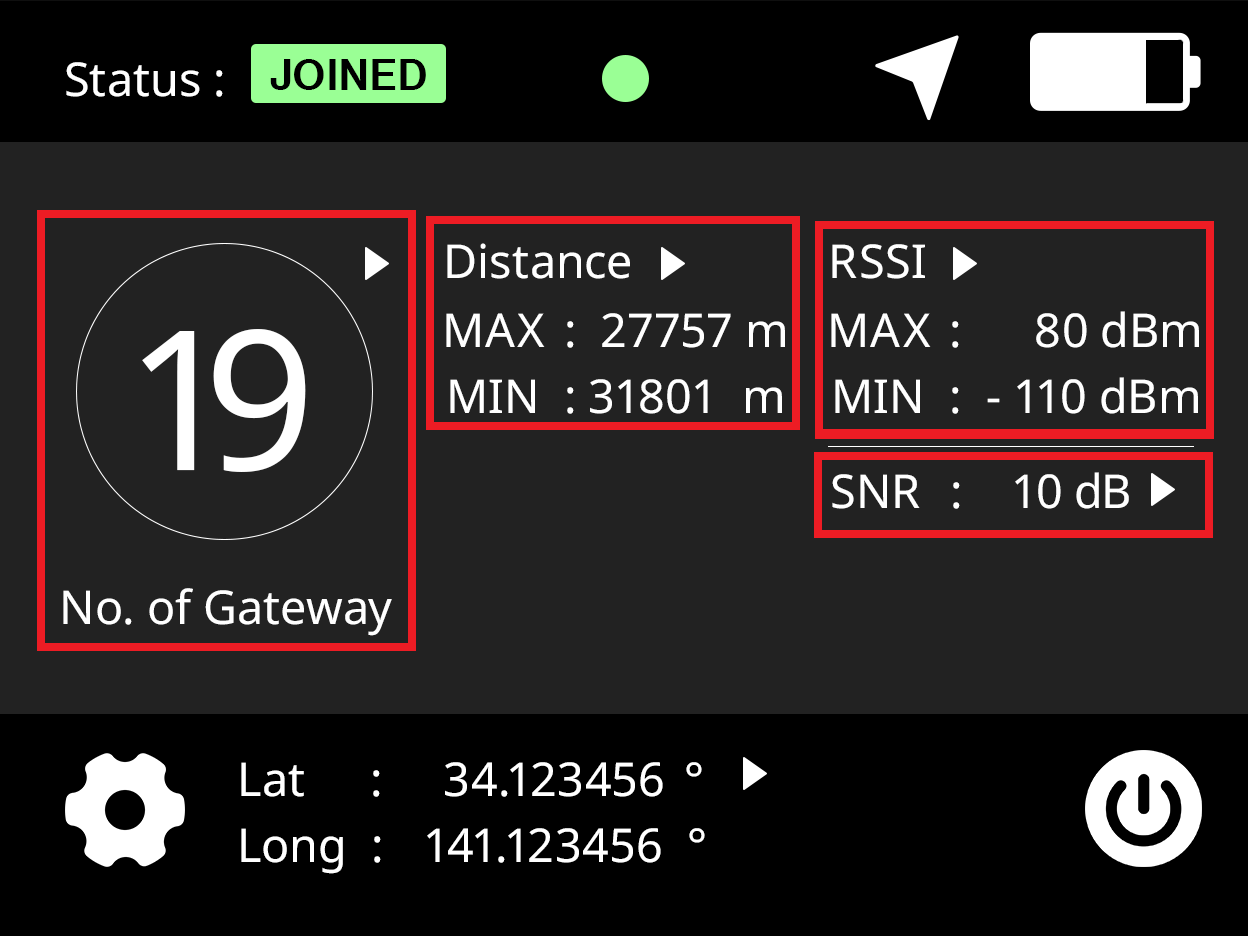 Status : JOINED
19
No. of Gateway
Distance
MAX : 27757 m
MIN : 31801 m
RSSI
MAX : 80 dBm
MIN : - 110 dBm
SNR : 10 dB
Lat : 34.123456 °
Long : 141.123456 °